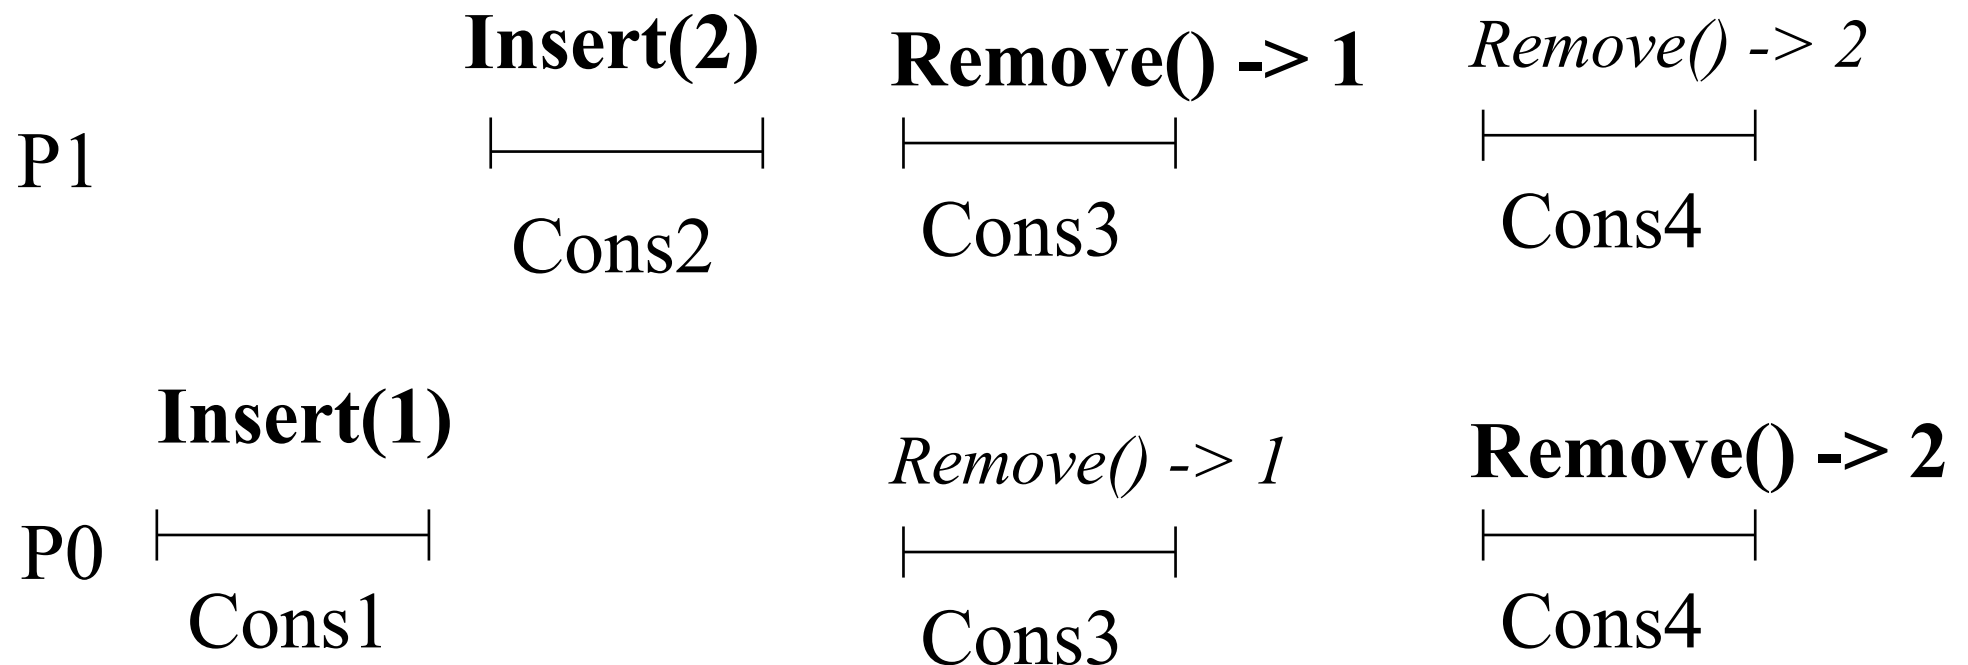 Insert(2) Remove() -> 1 Remove() -> 2
P1
Cons2 Cons3 Cons4
Insert(1) Remove() -> 1 Remove() -> 2
P0
Cons1 Cons3 Cons4